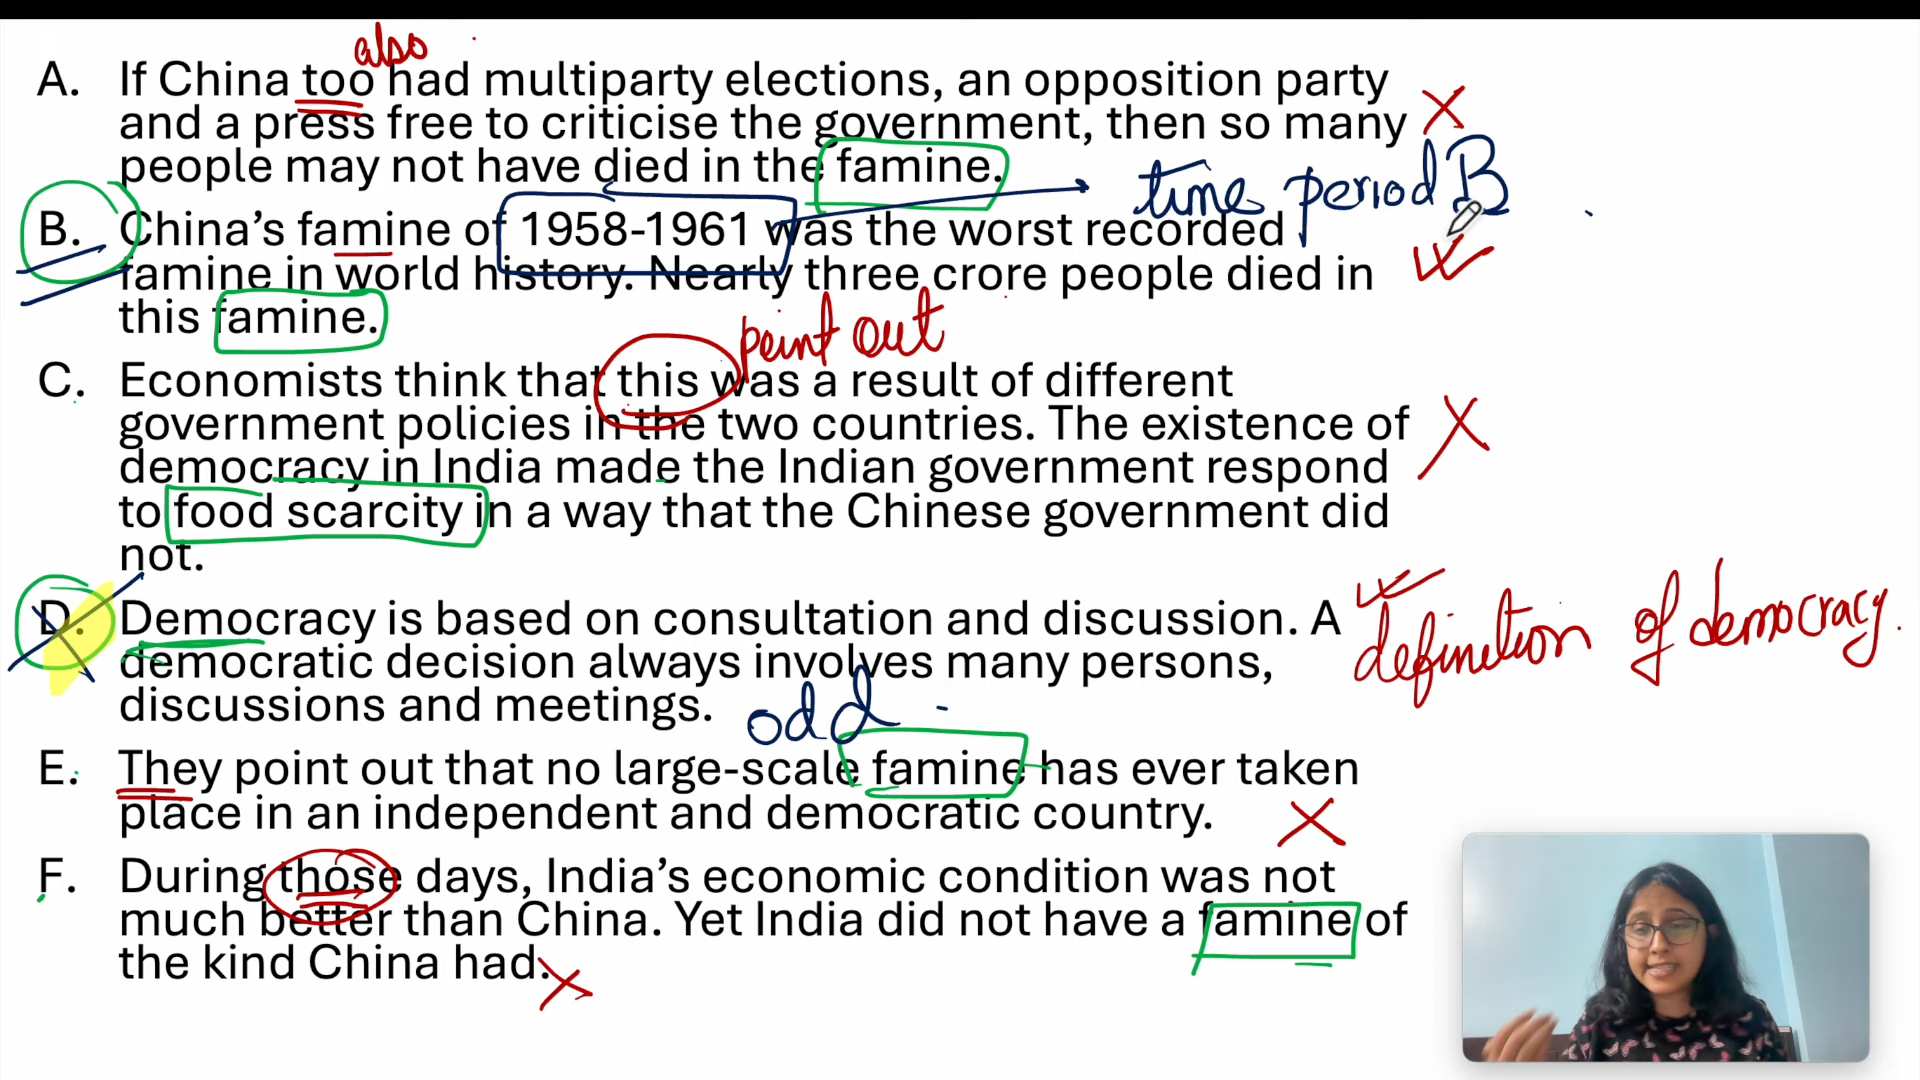 also
A. If China too had multiparty elections, an opposition party
and a press free to criticise the government, then so many
people may not have died in the famine.
time period B
B. China's famine of 1958-1961 was the worst recorded
famine in world history. Nearly three crore people died in
this famine.
point out
C. Economists think that this was a result of different
government policies in the two countries. The existence of
democracy in India made the Indian government respond
to food scarcity in a way that the Chinese government did
not.
D. Democracy is based on consultation and discussion. A
democratic decision always involves many persons,
discussions and meetings.
definition of democracy.
odd
E. They point out that no large-scale famine has ever taken
place in an independent and democratic country.
F. During those days, India's economic condition was not
much better than China. Yet India did not have a famine of
the kind China had.